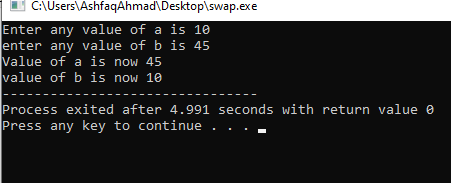 C:\Users\AshfaqAhmad\Desktop\swap.exe
Enter any value of a is 10
enter any value of b is 45
Value of a is now 45
value of b is now 10
--------------------------------
Process exited after 4.991 seconds with return value 0
Press any key to continue . . .